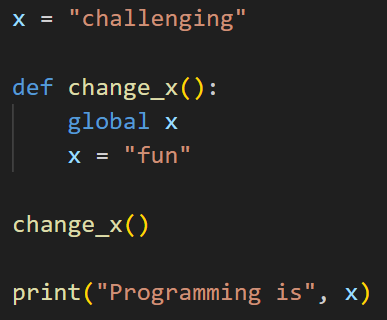 x = "challenging"
def change_x():
    global x
    x = "fun"
change_x()
print("Programming is", x)